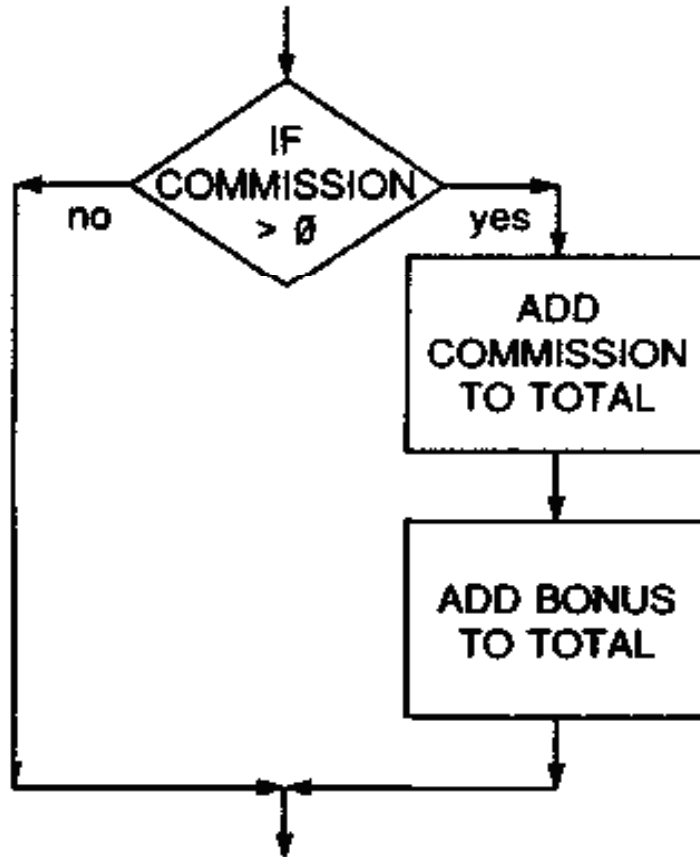 IF
COMMISSION
> Ø
no
yes
ADD
COMMISSION
TO TOTAL
ADD BONUS
TO TOTAL